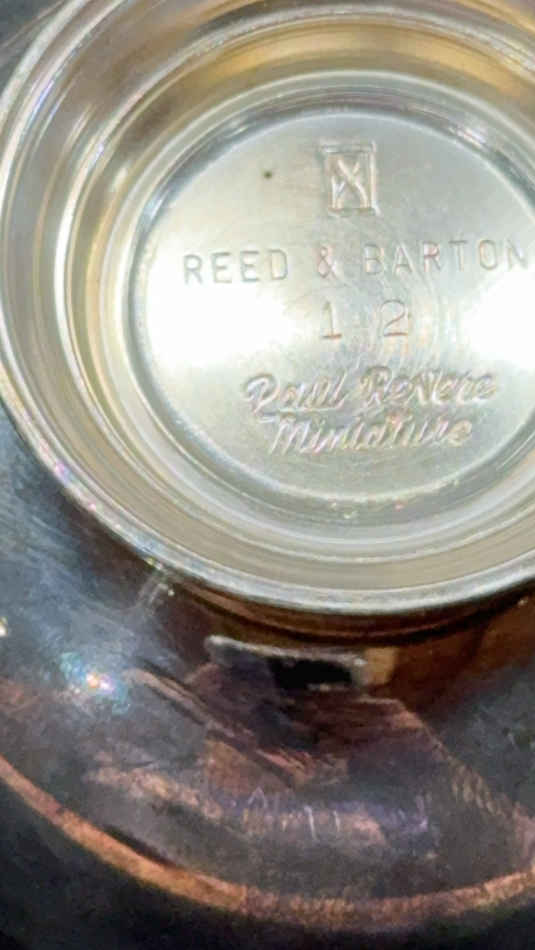 REED & BARTON
1 2
Paul Revere
Miniature